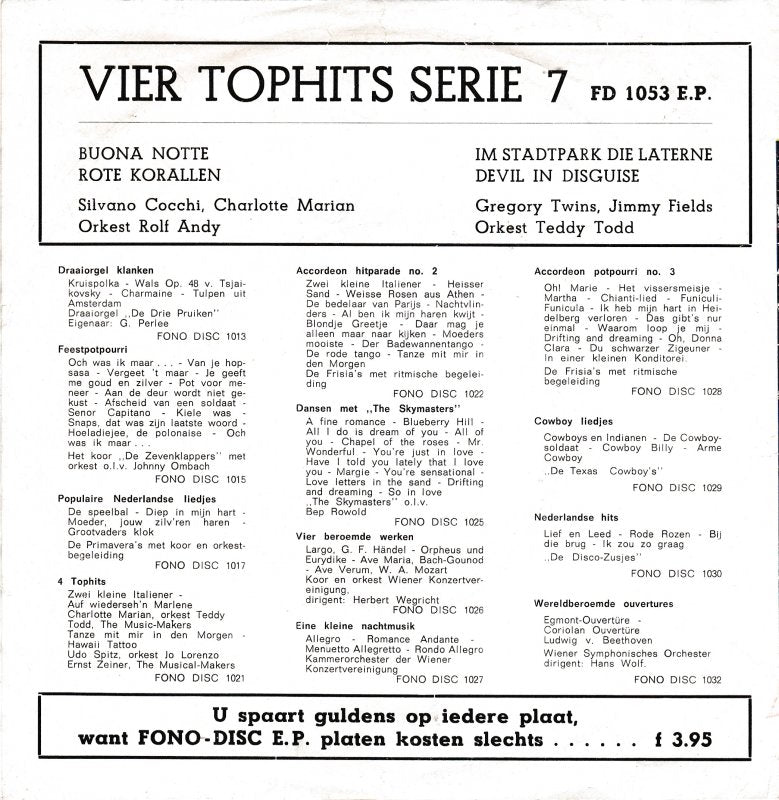 VIER TOPHITS SERIE 7 FD 1053 E.P.
BUONA NOTTE
ROTE KORALLEN
Silvano Cocchi, Charlotte Marian
Orkest Rolf Andy
IM STADTPARK DIE LATERNE
DEVIL IN DISGUISE
Gregory Twins, Jimmy Fields
Orkest Teddy Todd
Draaiorgel klanken
Kruispolka - Wals Op. 48 v. Tsjai-
kovsky - Charmaine - Tulpen uit
Amsterdam
Draaiorgel „De Drie Pruiken"
Eigenaar: G. Perlee
FONO DISC 1013
Feestpotpourri
Och was ik maar . . . - Van je hop-
sasa - Vergeet 't maar - Je geeft
me goud en zilver - Pot voor me-
neer - Aan de deur wordt niet ge-
kust - Afscheid van een soldaat -
Senor Capitano - Kiele was -
Snaps, dat was zijn laatste woord -
Hoeladiejee, de polonaise - Och
was ik maar . . .
Het koor „De Zevenklappers" met
orkest o.l.v. Johnny Ombach
FONO DISC 1015
Populaire Nederlandse liedjes
De speelbal - Diep in mijn hart -
Moeder, jouw zilv'ren haren -
Grootvaders klok
De Primavera's met koor en orkest-
begeleiding
FONO DISC 1017
4 Tophits
Zwei kleine Italiener -
Auf wiederseh'n Marlene
Charlotte Marian, orkest Teddy
Todd, The Music-Makers
Tanze mit mir in den Morgen -
Hawaii Tattoo
Udo Spitz, orkest Jo Lorenzo
Ernst Zeiner, The Musical-Makers
FONO DISC 1021
Accordeon hitparade no. 2
Zwei kleine Italiener - Heisser
Sand - Weisse Rosen aus Athen -
De bedelaar van Parijs - Nachtvlin-
ders - Al ben ik mijn haren kwijt -
Blondje Greetje - Daar mag je
alleen maar naar kijken - Moeders
mooiste - Der Badewannentango -
De rode tango - Tanze mit mir in
den Morgen
De Frisia's met ritmische begelei-
ding
FONO DISC 1022
Dansen met „The Skymasters"
A fine romance - Blueberry Hill -
All I do is dream of you - All of
you - Chapel of the roses - Mr.
Wonderful - You're just in love -
Have I told you lately that I love
you - Margie - You're sensational -
Love letters in the sand - Drifting
and dreaming - So in love
„The Skymasters" o.l.v.
Bep Rowold
FONO DISC 1025
Vier beroemde werken
Largo, G. F. Händel - Orpheus und
Eurydike - Ave Maria, Bach-Gounod
- Ave Verum, W. A. Mozart
Koor en orkest Wiener Konzertver-
einigung.
dirigent: Herbert Wegricht
FONO DISC 1026
Eine kleine nachtmusik
Allegro - Romance Andante -
Menuetto Allegretto - Rondo Allegro
Kammerorchester der Wiener
Konzertvereinigung
FONO DISC 1027
Accordeon potpourri no. 3
Oh! Marie - Het vissersmeisje -
Martha - Chianti-lied - Funiculi-
Funicula - Ik heb mijn hart in Hei-
delberg verloren - Das gibt's nur
einmal - Waarom loop je mij -
Drifting and dreaming - Oh, Donna
Clara - Du schwarzer Zigeuner -
In einer kleinen Konditorei.
De Frisia's met ritmische
begeleiding
FONO DISC 1028
Cowboy liedjes
Cowboys en Indianen - De Cowboy-
soldaat - Cowboy Billy - Arme
Cowboy
„De Texas Cowboy's"
FONO DISC 1029
Nederlandse hits
Lief en Leed - Rode Rozen - Bij
die brug - Ik zou zo graag
„De Disco-Zusjes"
FONO DISC 1030
Wereldberoemde ouvertures
Egmont-Ouvertüre -
Coriolan Ouvertüre
Ludwig v. Beethoven
Wiener Symphonisches Orchester
dirigent: Hans Wolf.
FONO DISC 1032
U spaart guldens op iedere plaat,
want FONO-DISC E.P. platen kosten slechts . . . . . . f 3.95